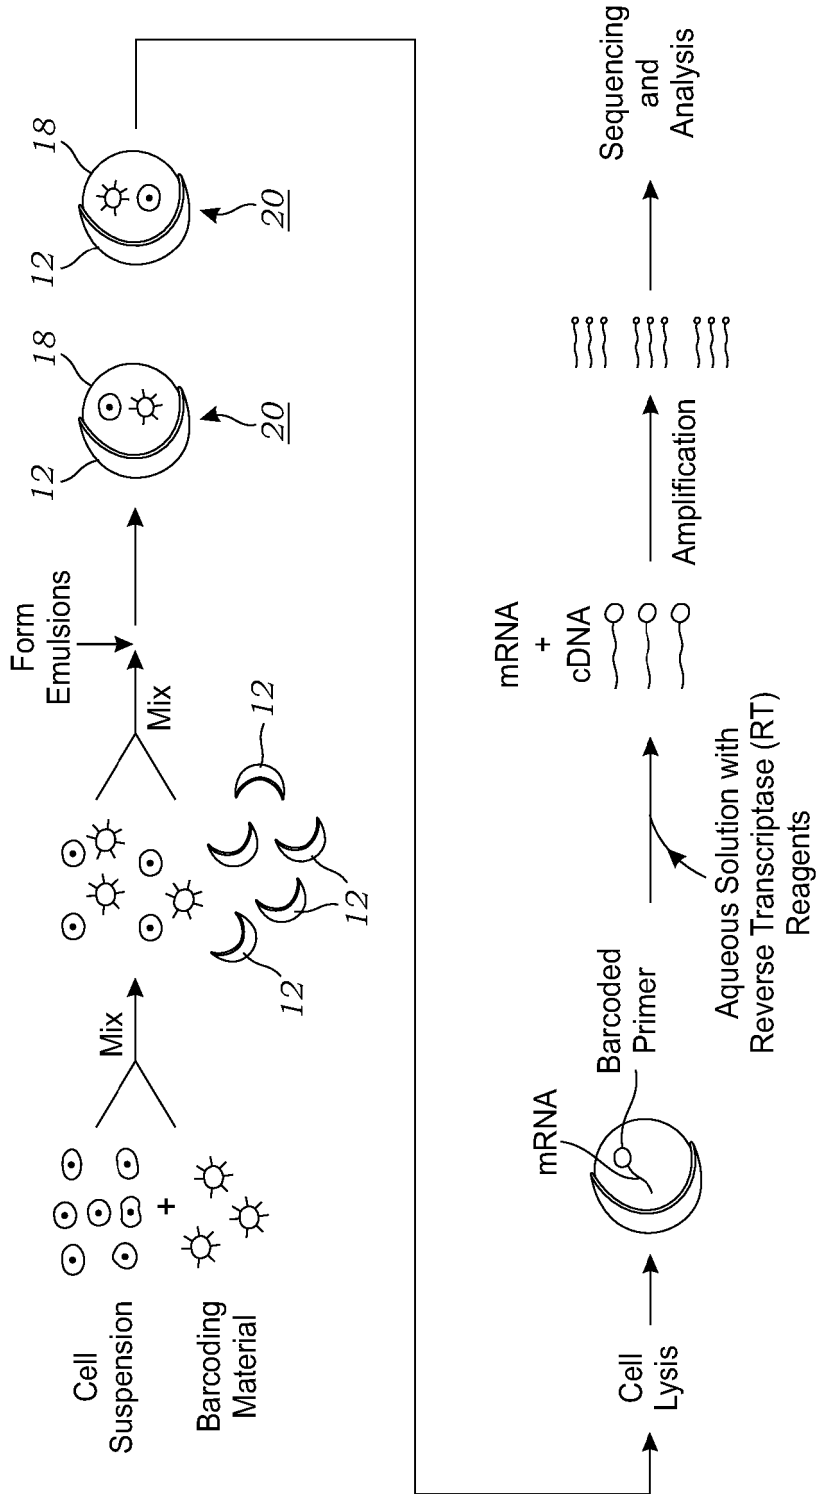 Cell
Suspension
+
Barcoding
Material
Mix
12
12
12
Mix
Form
Emulsions
12
18
20
12
18
20
Cell
Lysis
mRNA
Barcoded
Primer
Aqueous Solution with
Reverse Transcriptase (RT)
Reagents
mRNA
+
cDNA
Amplification
Sequencing
and
Analysis